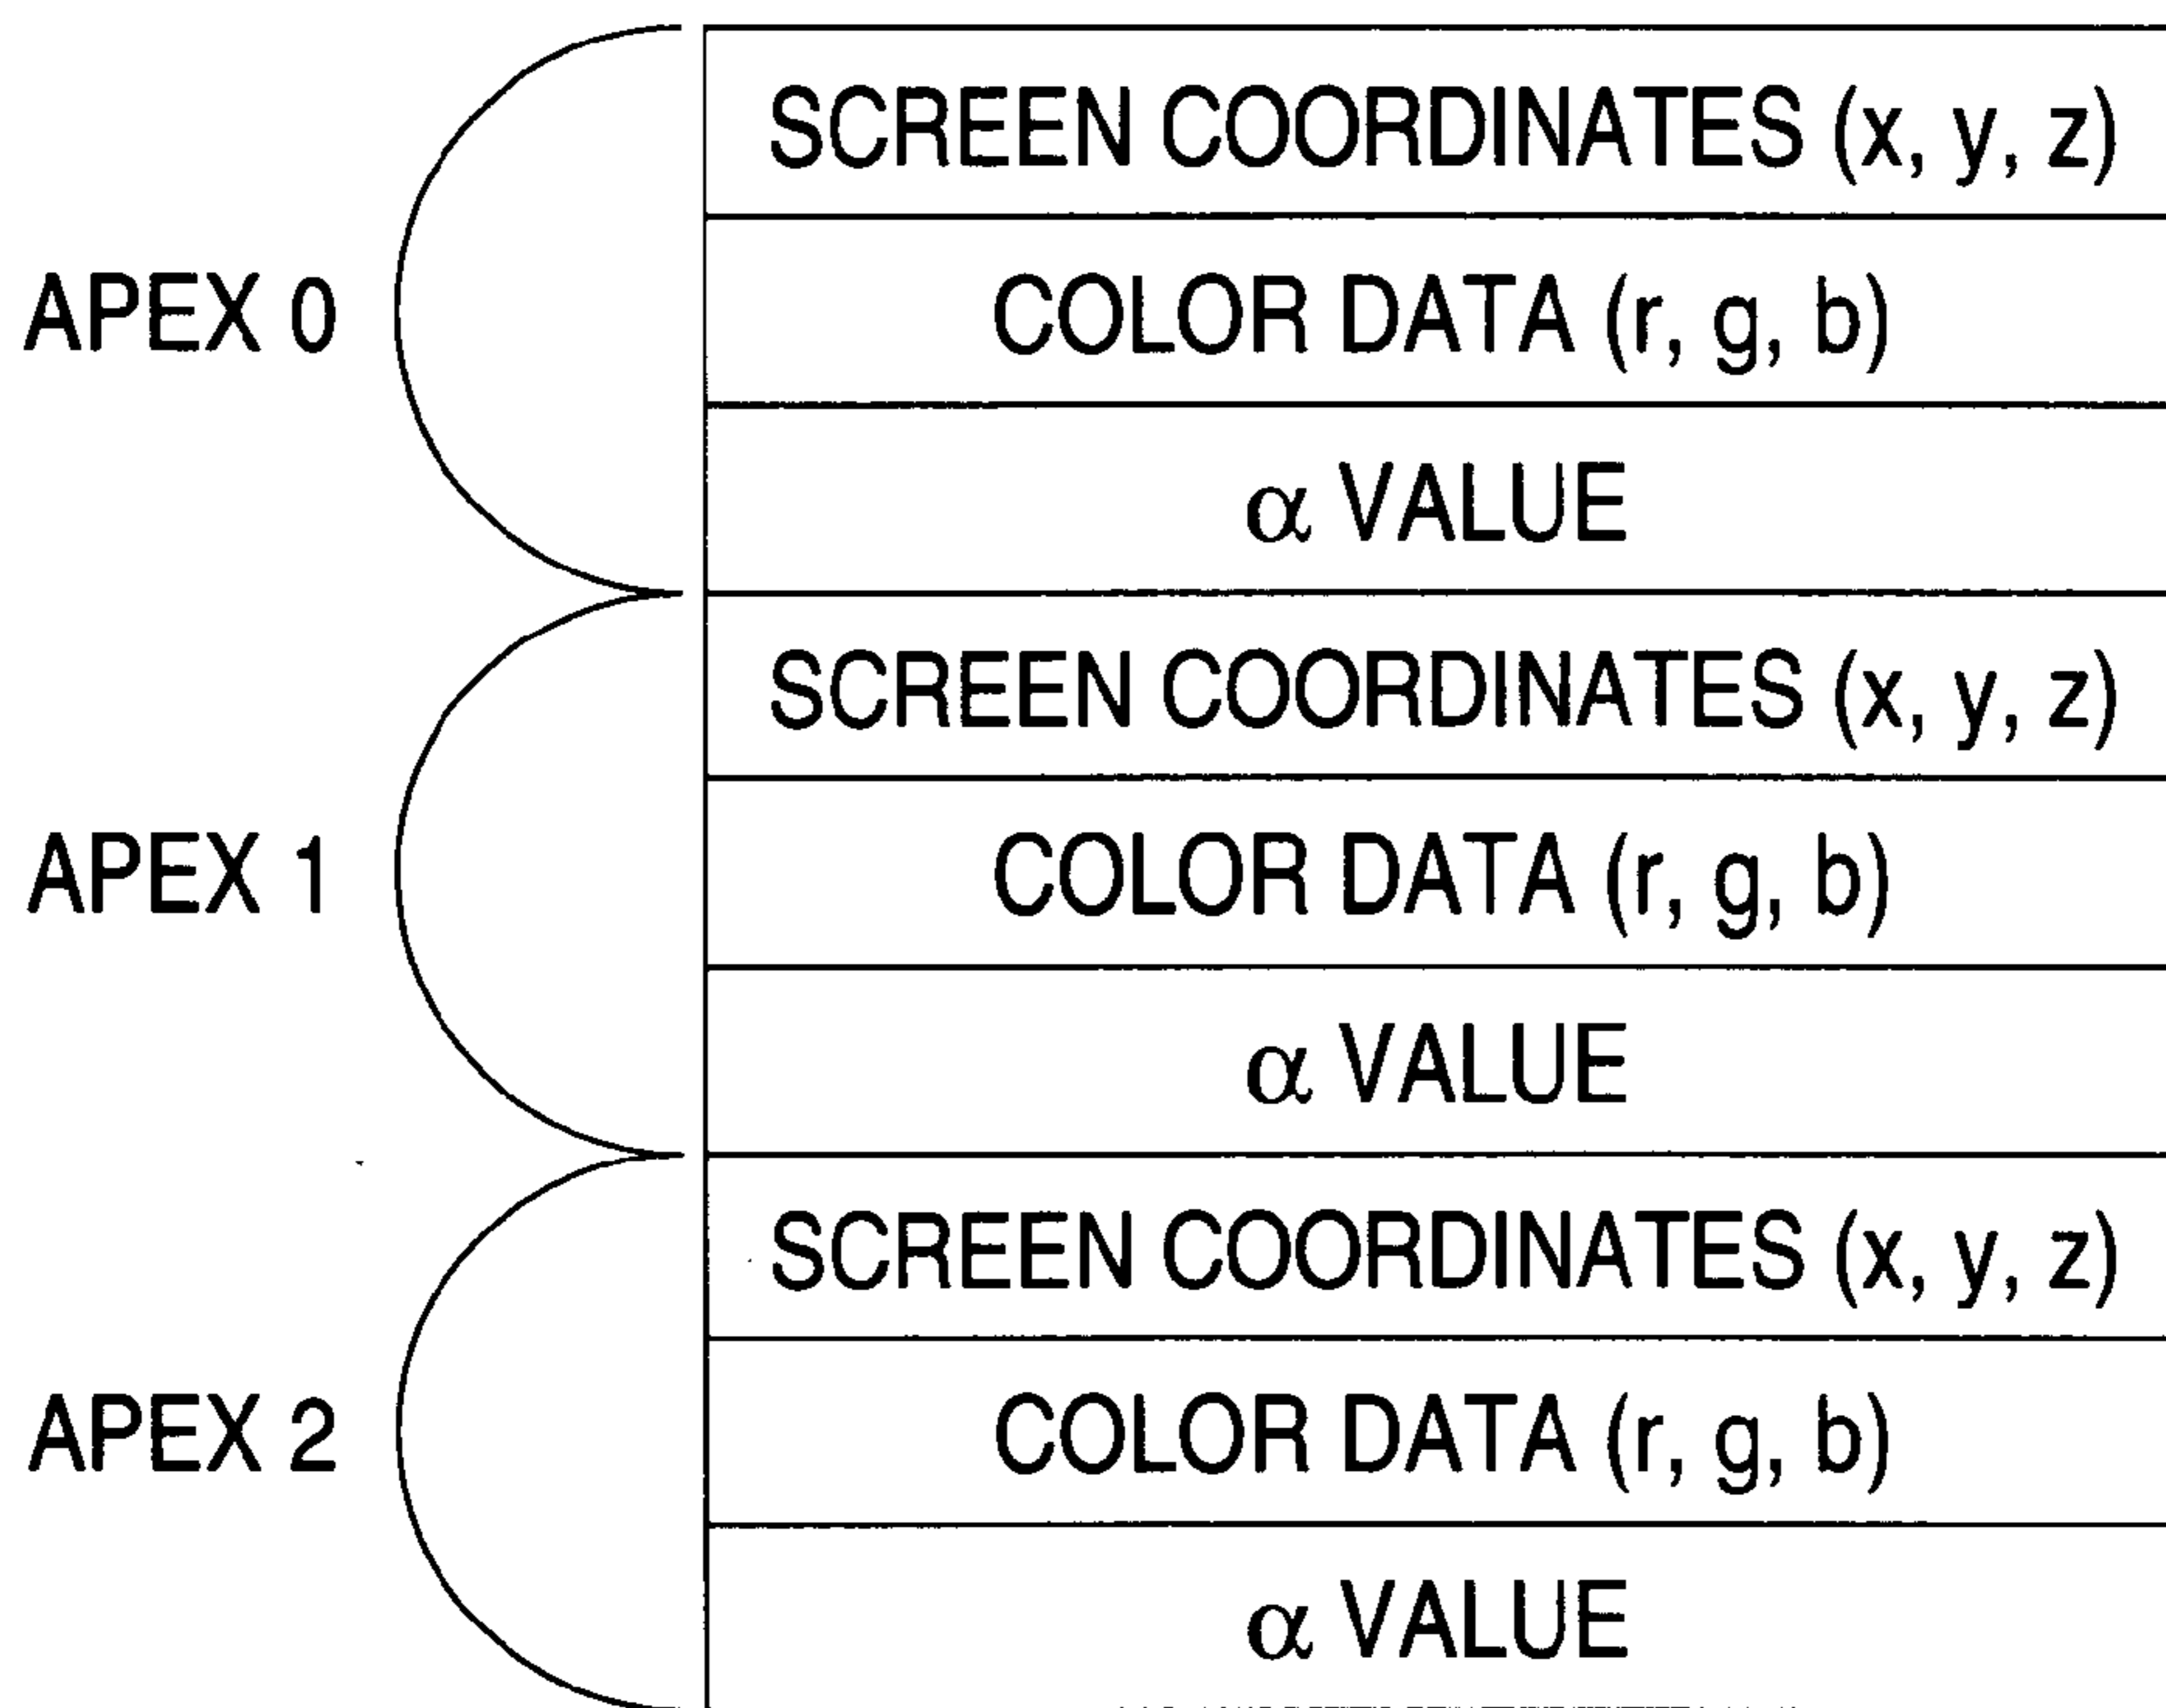 SCREEN COORDINATES (x, y, z)
APEX 0
COLOR DATA (r, g, b)
α VALUE
SCREEN COORDINATES (x, y, z)
APEX 1
COLOR DATA (r, g, b)
α VALUE
SCREEN COORDINATES (x, y, z)
APEX 2
COLOR DATA (r, g, b)
α VALUE